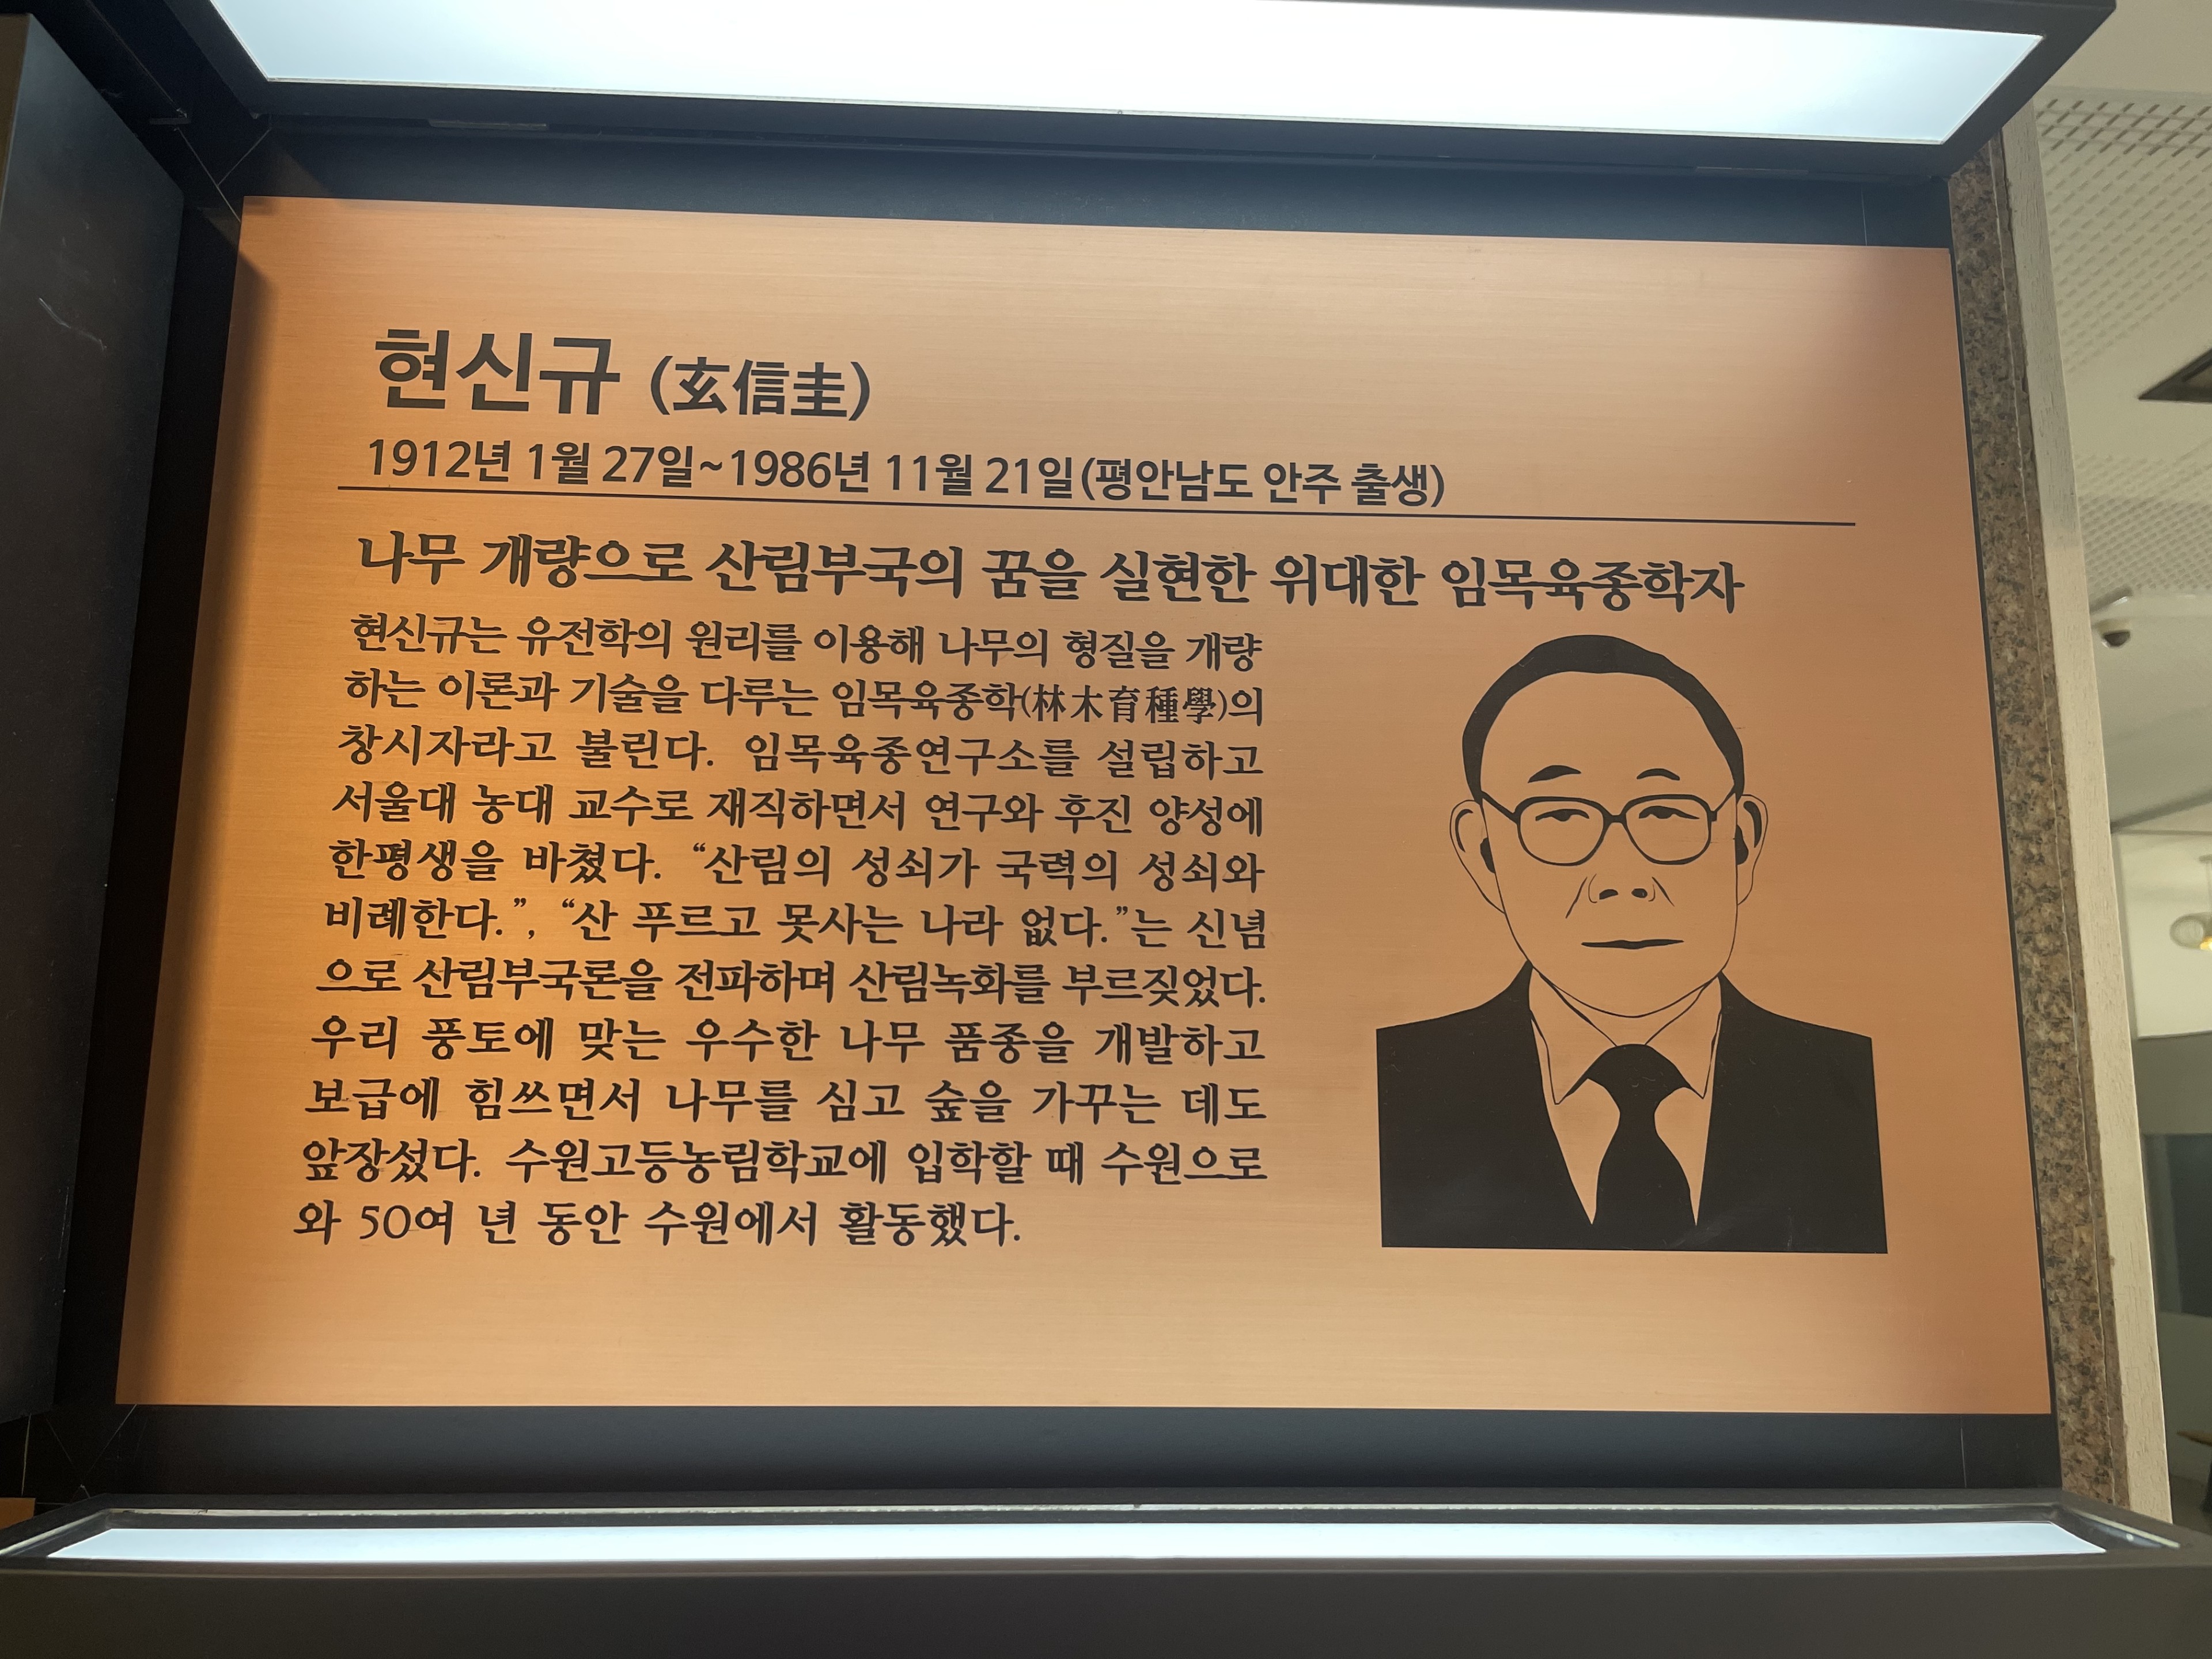 현신규 (玄信圭)
1912년 1월 27일~1986년 11월 21일(평안남도 안주 출생)
나무 개량으로 산림부국의 꿈을 실현한 위대한 임목육종학자
현신규는 유전학의 원리를 이용해 나무의 형질을 개량
하는 이론과 기술을 다루는 임목육종학(林木育種學)의
창시자라고 불린다. 임목육종연구소를 설립하고
서울대 농대 교수로 재직하면서 연구와 후진 양성에
한평생을 바쳤다. “산림의 성쇠가 국력의 성쇠와
비례한다.”, “산 푸르고 못사는 나라 없다.”는 신념
으로 산림부국론을 전파하며 산림녹화를 부르짖었다.
우리 풍토에 맞는 우수한 나무 품종을 개발하고
보급에 힘쓰면서 나무를 심고 숲을 가꾸는 데도
앞장섰다. 수원고등농림학교에 입학할 때 수원으로
와 50여 년 동안 수원에서 활동했다.